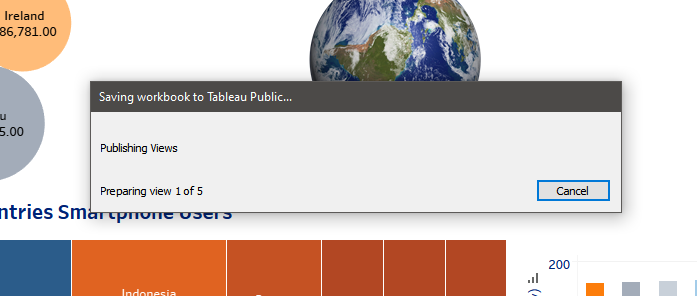 Ireland
86,781.00
u
5.00
Saving workbook to Tableau Public...
Publishing Views
Preparing view 1 of 5
Cancel
ntries Smartphone Users
Indonesia
200